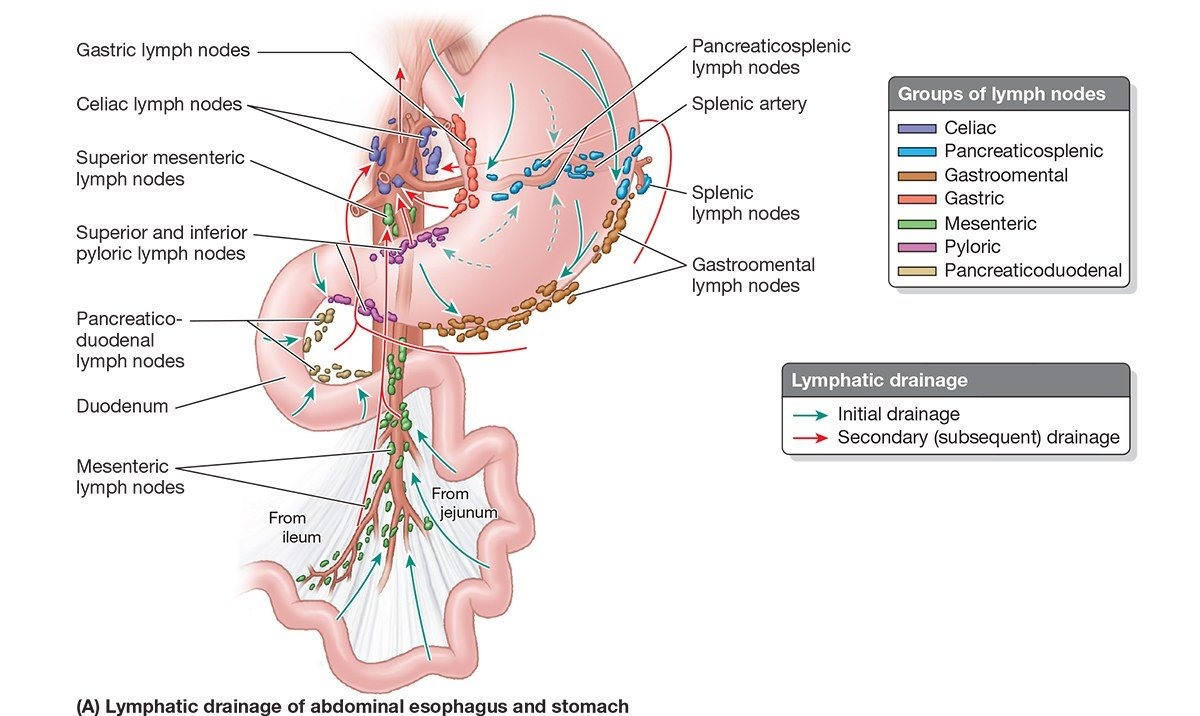 Gastric lymph nodes
Celiac lymph nodes
Superior mesenteric
lymph nodes
Superior and inferior
pyloric lymph nodes
Pancreatico-
duodenal
lymph nodes
Duodenum
Mesenteric
lymph nodes
From
ileum
From
jejunum
Pancreaticosplenic
lymph nodes
Splenic artery
Splenic
lymph nodes
Gastroomental
lymph nodes
Groups of lymph nodes
Celiac
Pancreaticosplenic
Gastroomental
Gastric
Mesenteric
Pyloric
Pancreaticoduodenal
Lymphatic drainage
Initial drainage
Secondary (subsequent) drainage
(A) Lymphatic drainage of abdominal esophagus and stomach